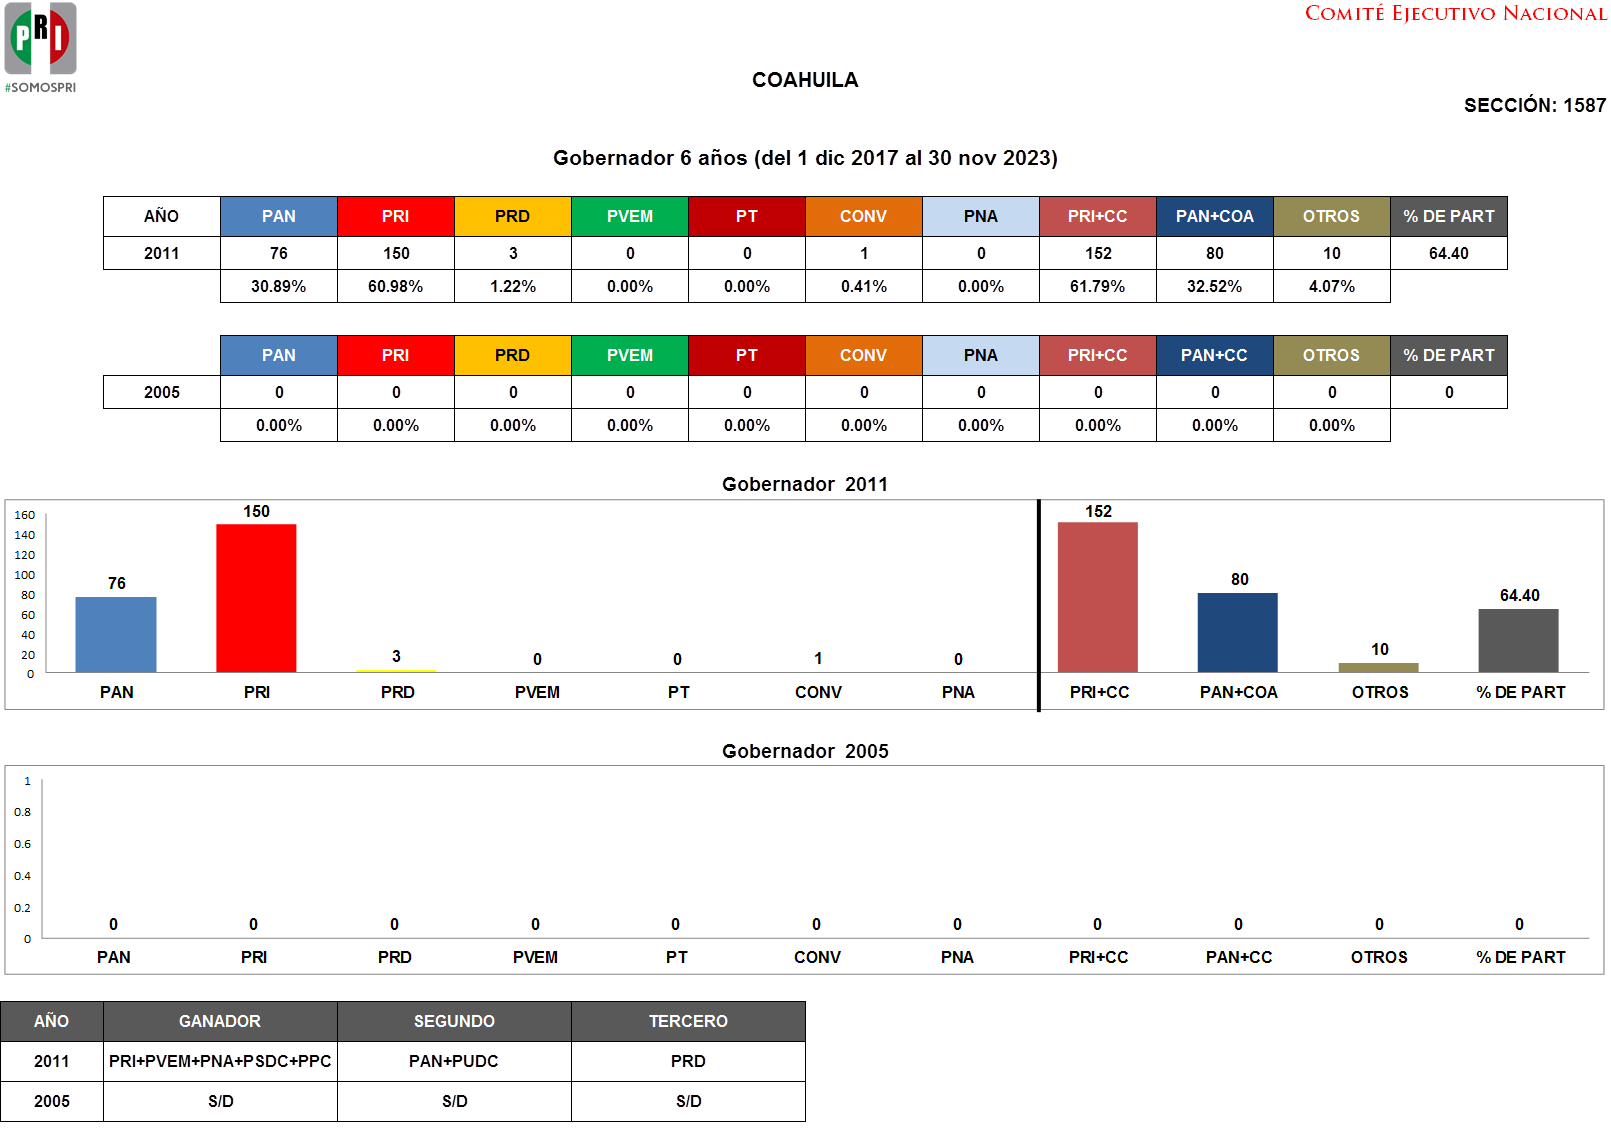 PRI
#SOMOSPRI
COMITÉ EJECUTIVO NACIONAL
COAHUILA
SECCIÓN: 1587
Gobernador 6 años (del 1 dic 2017 al 30 nov 2023)
AÑO PAN PRI PRD PVEM PT CONV PNA PRI+CC PAN+COA OTROS % DE PART
2011 76 150 3 0 0 1 0 152 80 10 64.40
30.89% 60.98% 1.22% 0.00% 0.00% 0.41% 0.00% 61.79% 32.52% 4.07%
PAN PRI PRD PVEM PT CONV PNA PRI+CC PAN+CC OTROS % DE PART
2005 0 0 0 0 0 0 0 0 0 0 0
0.00% 0.00% 0.00% 0.00% 0.00% 0.00% 0.00% 0.00% 0.00% 0.00%
Gobernador 2011
160
140
120
100
80
60
40
20
0
76 150 3 0 0 1 0 152 80 10 64.40
PAN PRI PRD PVEM PT CONV PNA PRI+CC PAN+COA OTROS % DE PART
Gobernador 2005
1
0.8
0.6
0.4
0.2
0
0 0 0 0 0 0 0 0 0 0 0
PAN PRI PRD PVEM PT CONV PNA PRI+CC PAN+CC OTROS % DE PART
AÑO GANADOR SEGUNDO TERCERO
2011 PRI+PVEM+PNA+PSDC+PPC PAN+PUDC PRD
2005 S/D S/D S/D